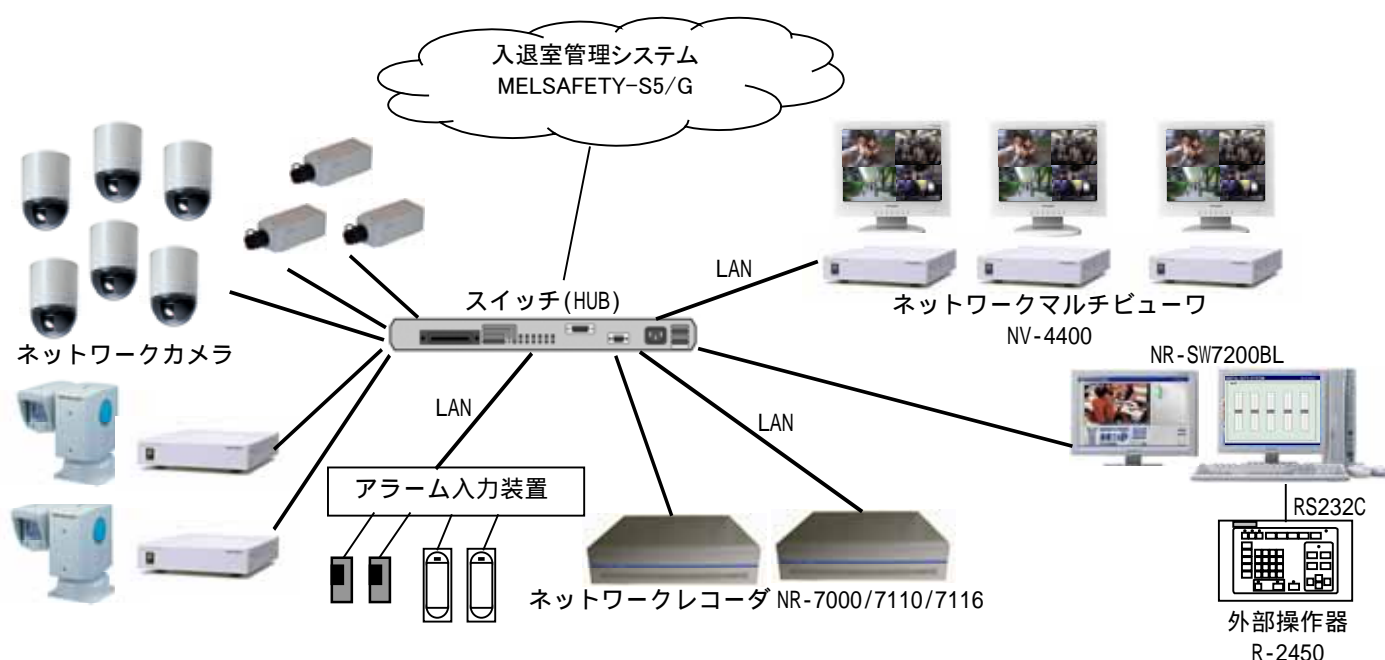 入退室管理システム
MELSAFETY-S5/G
LAN
スイッチ(HUB)
ネットワークマルチビューワ
NV-4400
ネットワークカメラ
NR-SW7200BL
LAN
LAN
アラーム入力装置
RS232C
ネットワークレコーダ NR-7000/7110/7116
外部操作器
R-2450